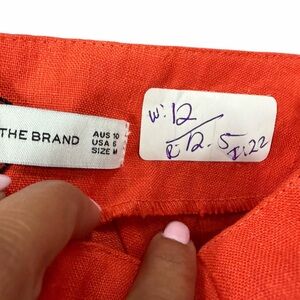 THE BRAND
AUS 10
USA 6
SIZE M
W: 12
R: 12.5
I: 22